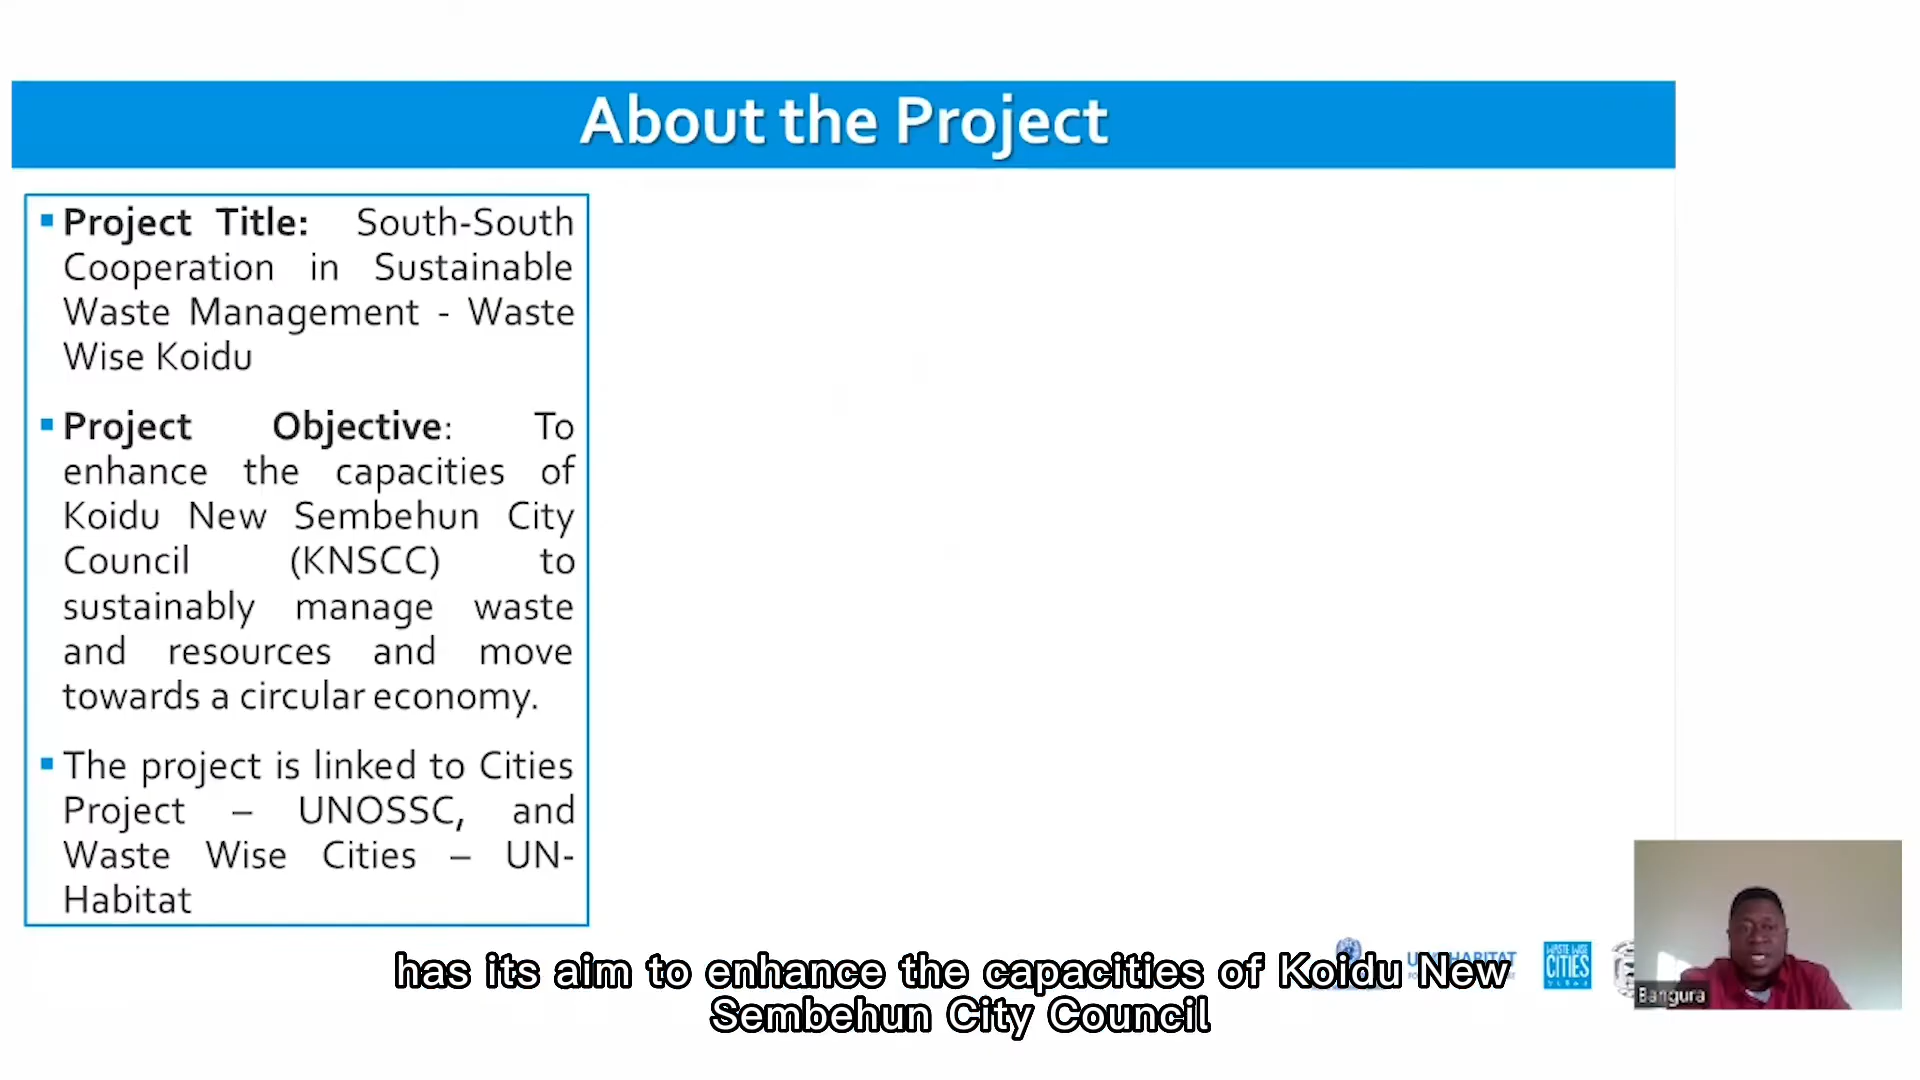 About the Project
Project Title: South-South
Cooperation in Sustainable
Waste Management - Waste
Wise Koidu
Project Objective: To
enhance the capacities of
Koidu New Sembehun City
Council (KNSCC) to
sustainably manage waste
and resources and move
towards a circular economy.
The project is linked to Cities
Project – UNOSSC, and
Waste Wise Cities – UN-
Habitat
WASTE WISE
CITIES
Bangura
has its aim to enhance the capacities of Koidu New
Sembehun City Council